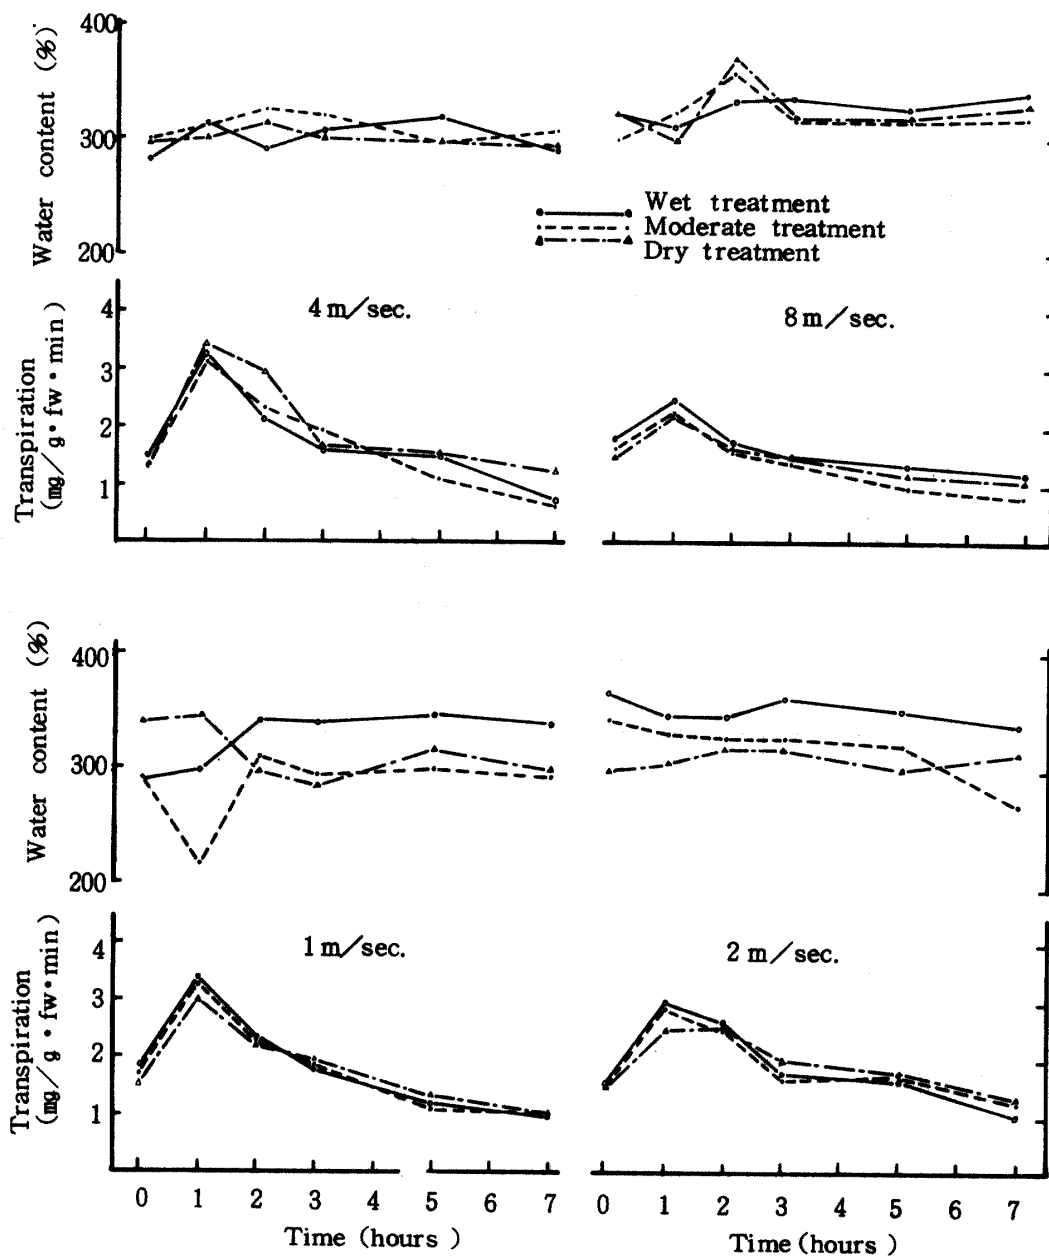 400
300
200
Water content (%)
Wet treatment
Moderate treatment
Dry treatment
4 m/sec.
8 m/sec.
4
3
2
1
Transpiration
(mg/g・fw・min)
400
300
200
Water content (%)
1 m/sec.
2 m/sec.
4
3
2
1
Transpiration
(mg/g・fw・min)
0 1 2 3 4 5 6 7
0 1 2 3 4 5 6 7
Time (hours )
Time (hours )